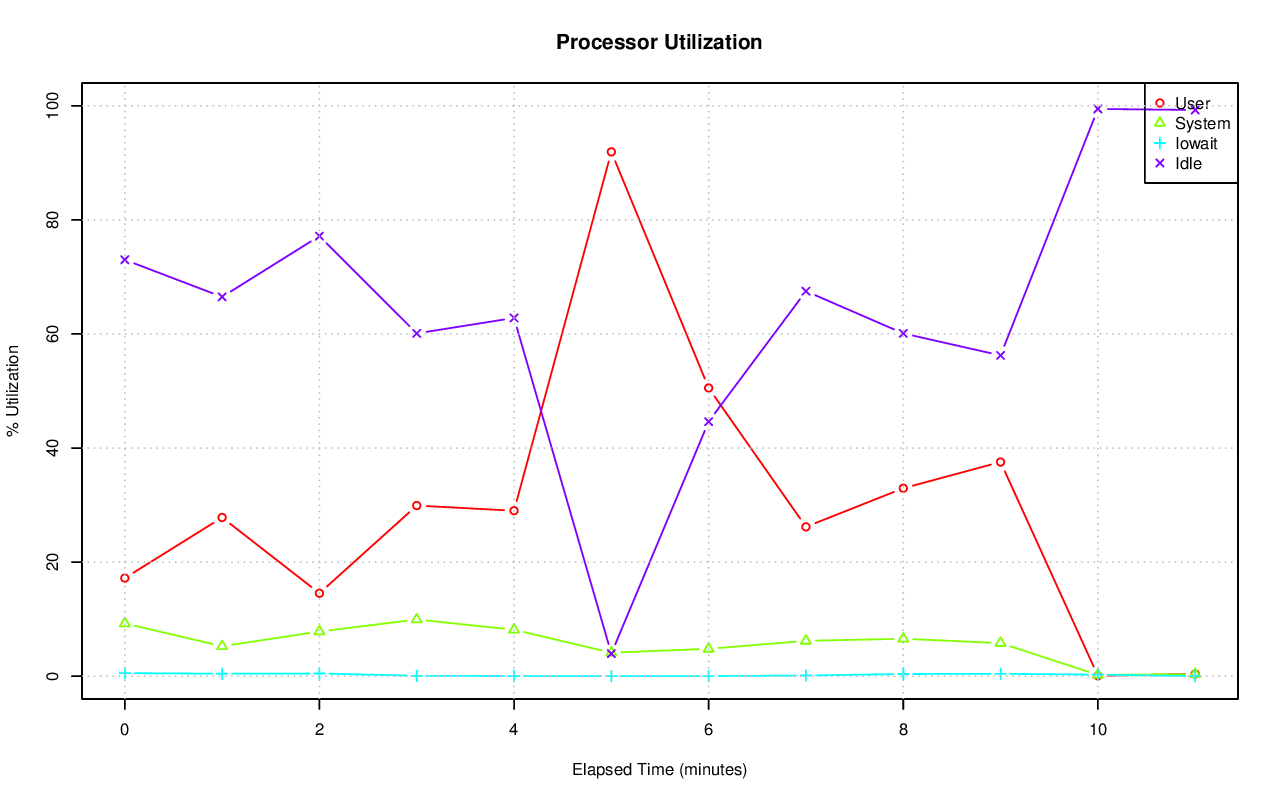 Processor Utilization
100
80
60
40
20
0
% Utilization
User
System
Iowait
Idle
0 2 4 6 8 10
Elapsed Time (minutes)